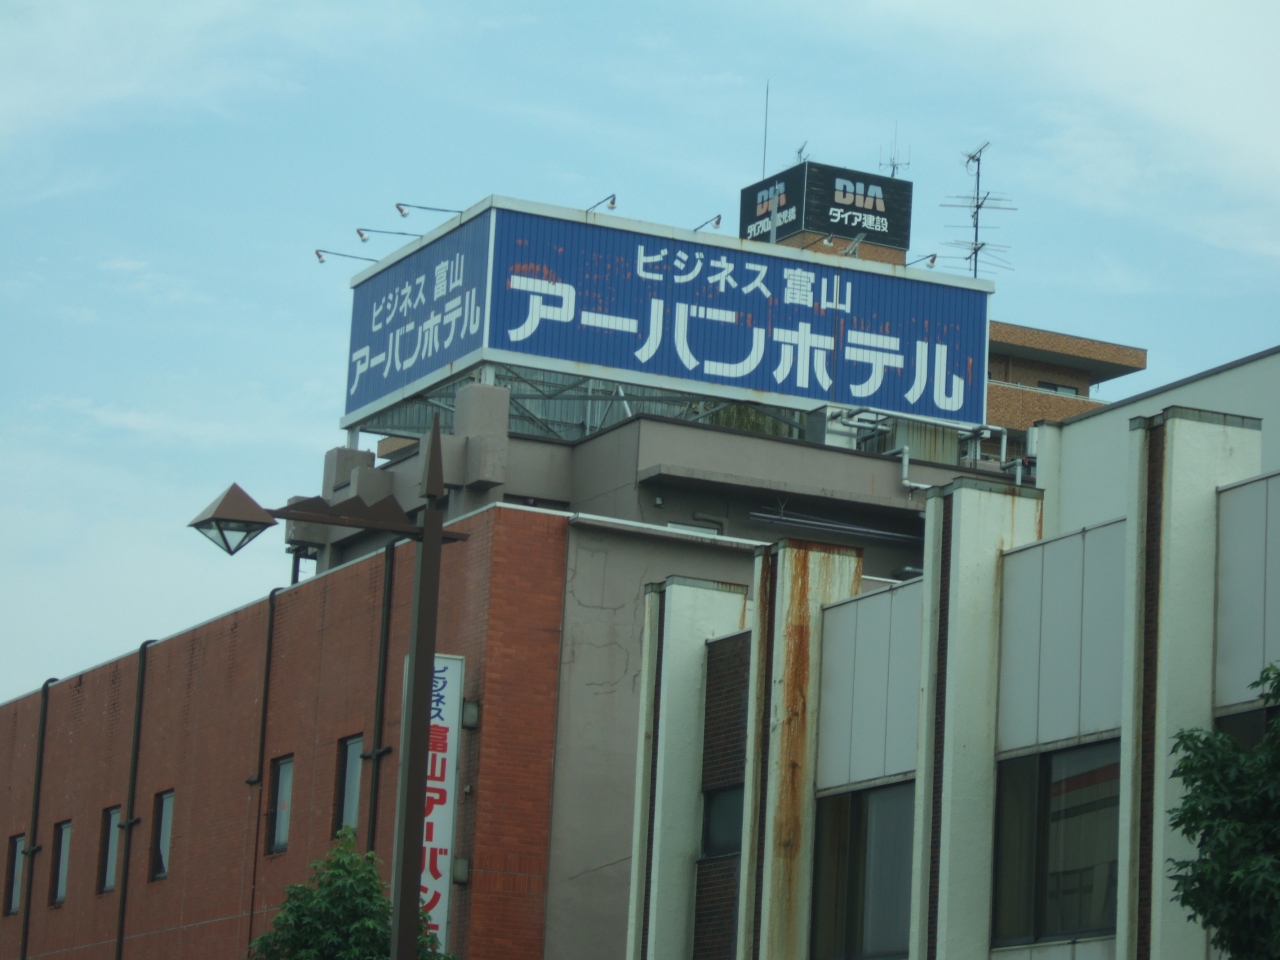 DIA
ダイア建設
DIA
ビジネス 富山
アーバンホテル
ビジネス 富山
アーバンホテル
ビジネス 富山アーバン